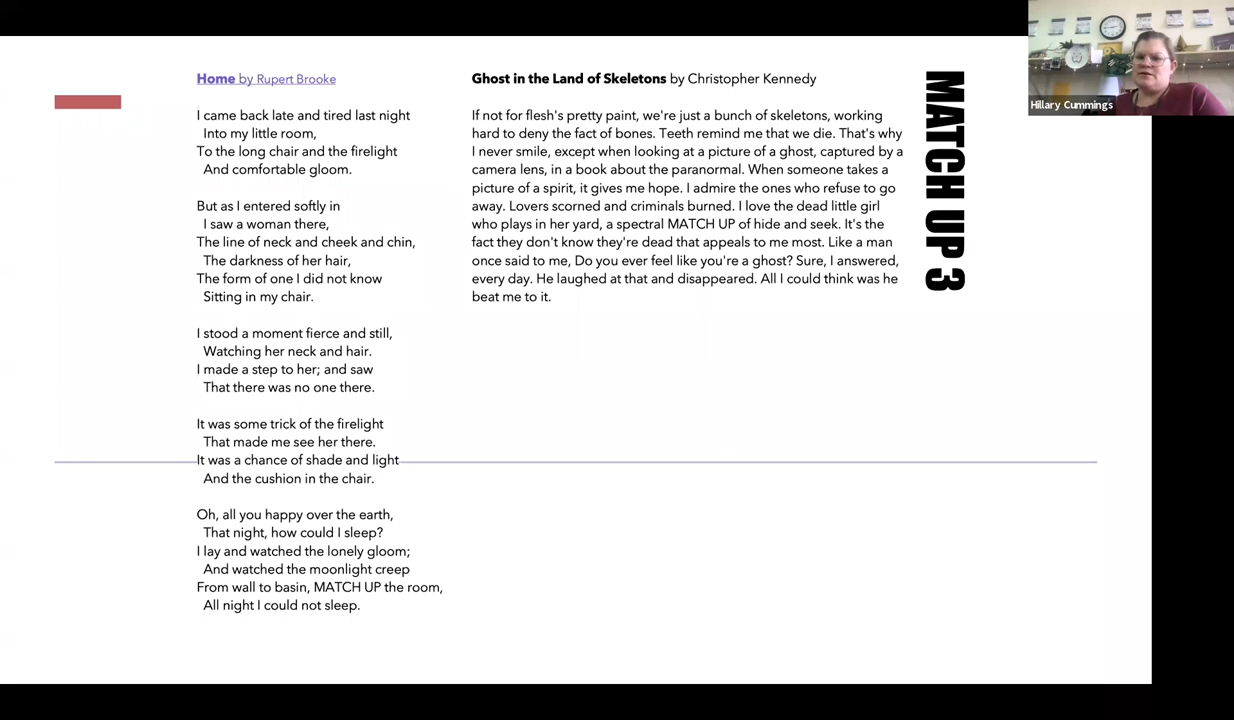 Home by Rupert Brooke
I came back late and tired last night
Into my little room,
To the long chair and the firelight
And comfortable gloom.
But as I entered softly in
I saw a woman there,
The line of neck and cheek and chin,
The darkness of her hair,
The form of one I did not know
Sitting in my chair.
I stood a moment fierce and still,
Watching her neck and hair.
I made a step to her; and saw
That there was no one there.
It was some trick of the firelight
That made me see her there.
It was a chance of shade and light
And the cushion in the chair.
Oh, all you happy over the earth,
That night, how could I sleep?
I lay and watched the lonely gloom;
And watched the moonlight creep
From wall to basin, MATCH UP the room,
All night I could not sleep.
Ghost in the Land of Skeletons by Christopher Kennedy
If not for flesh's pretty paint, we're just a bunch of skeletons, working
hard to deny the fact of bones. Teeth remind me that we die. That's why
I never smile, except when looking at a picture of a ghost, captured by a
camera lens, in a book about the paranormal. When someone takes a
picture of a spirit, it gives me hope. I admire the ones who refuse to go
away. Lovers scorned and criminals burned. I love the dead little girl
who plays in her yard, a spectral MATCH UP of hide and seek. It's the
fact they don't know they're dead that appeals to me most. Like a man
once said to me, Do you ever feel like you're a ghost? Sure, I answered,
every day. He laughed at that and disappeared. All I could think was he
beat me to it.
MATCH UP 3
Hillary Cummings